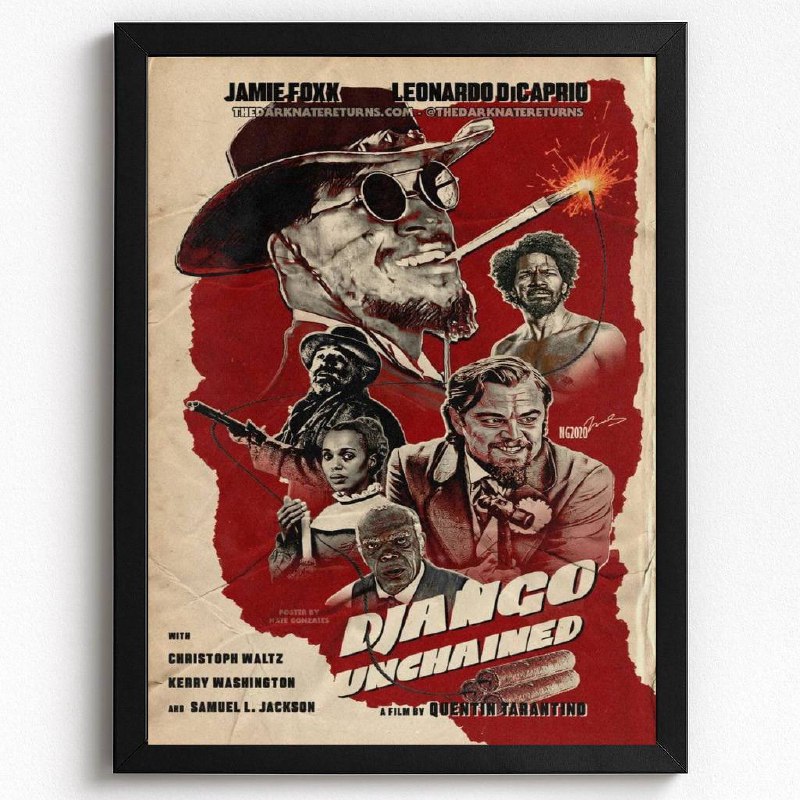 JAMIE FOXX LEONARDO DiCAPRIO
THEDARKNATERETURNS.COM - @THEDARKNATERETURNS
NG2020
POSTER BY
NATE GONZALES
DJANGO
UNCHAINED
WITH
CHRISTOPH WALTZ
KERRY WASHINGTON
AND SAMUEL L. JACKSON
A FILM BY QUENTIN TARANTINO